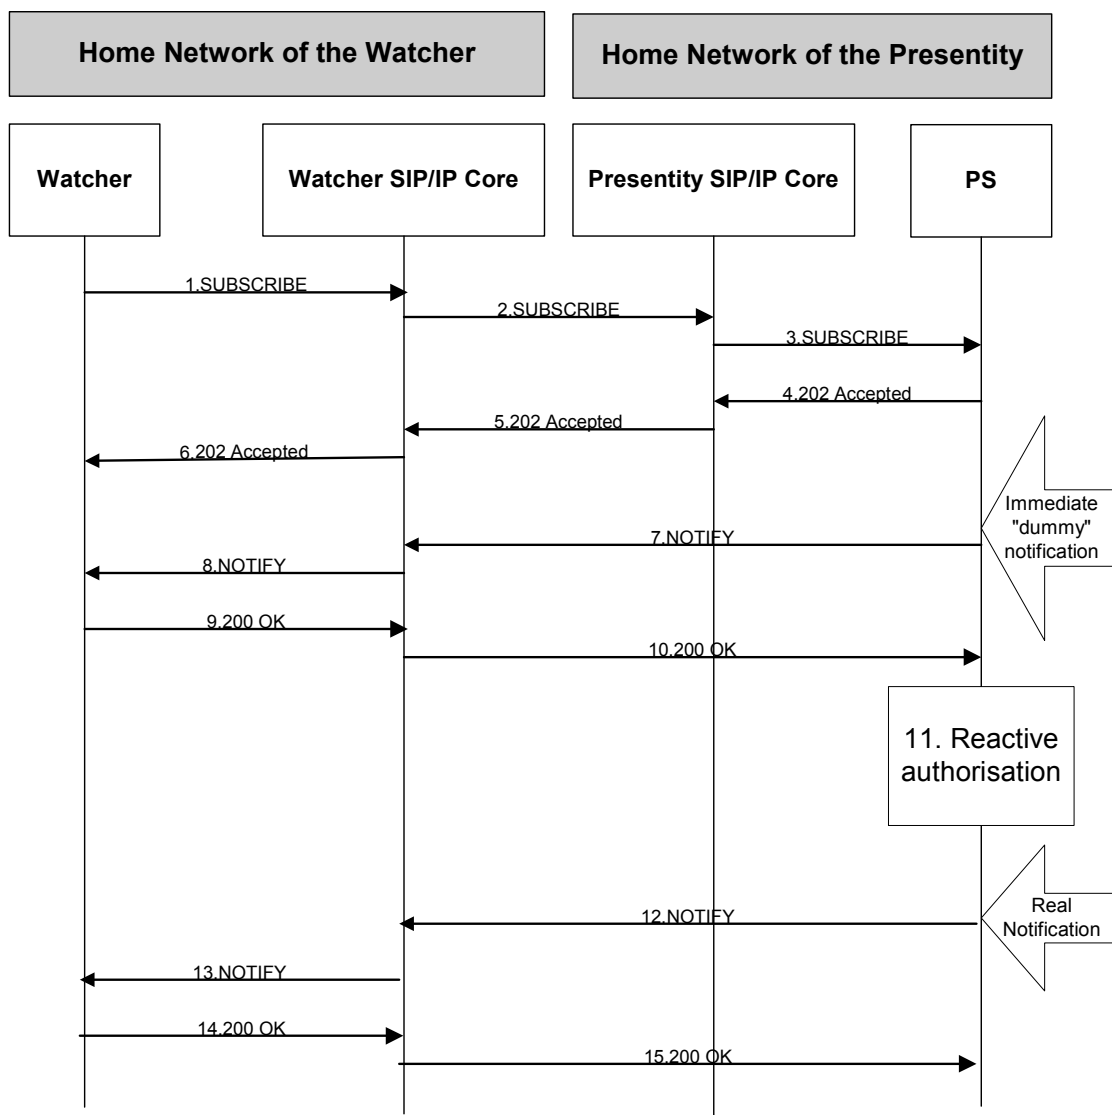 Home Network of the Watcher
Home Network of the Presentity
Watcher
Watcher SIP/IP Core
Presentity SIP/IP Core
PS
1.SUBSCRIBE
2.SUBSCRIBE
3.SUBSCRIBE
4.202 Accepted
5.202 Accepted
6.202 Accepted
Immediate
"dummy"
notification
7.NOTIFY
8.NOTIFY
9.200 OK
10.200 OK
11. Reactive
authorisation
Real
Notification
12.NOTIFY
13.NOTIFY
14.200 OK
15.200 OK